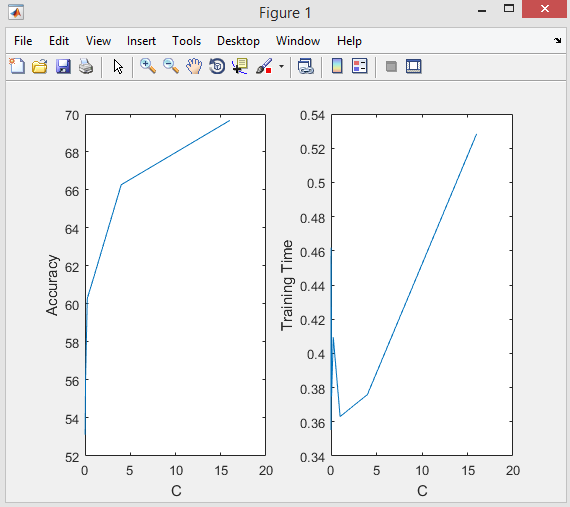 Figure 1
File Edit View Insert Tools Desktop Window Help
70
68
66
64
62
60
58
56
54
52
Accuracy
0 5 10 15 20
C
0.54
0.52
0.5
0.48
0.46
0.44
0.42
0.4
0.38
0.36
0.34
Training Time
0 5 10 15 20
C